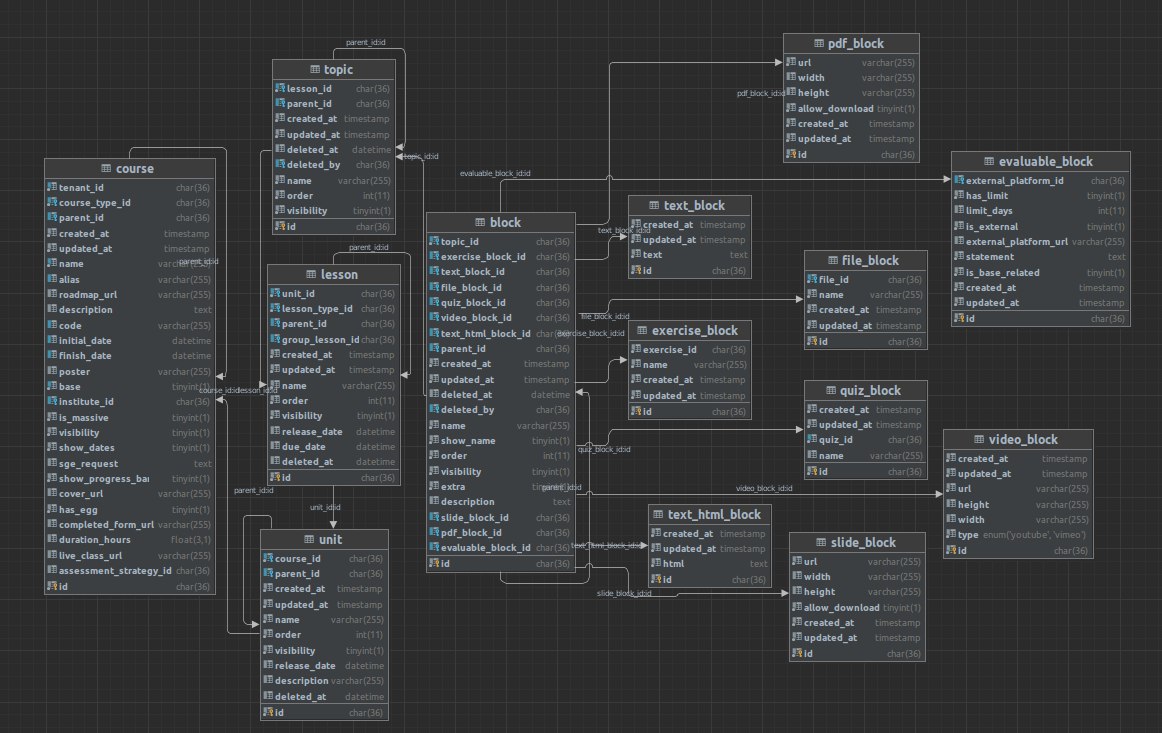 course
tenant_id char(36)
course_type_id char(36)
parent_id char(36)
created_at timestamp
updated_at timestamp
name varchar(255)
alias varchar(255)
roadmap_url varchar(255)
description text
code varchar(255)
initial_date datetime
finish_date datetime
poster varchar(255)
base tinyint(1)
institute_id char(36)
is_massive tinyint(1)
visibility tinyint(1)
show_dates tinyint(1)
sge_request text
show_progress_bar tinyint(1)
cover_url varchar(255)
has_egg tinyint(1)
completed_form_url varchar(255)
duration_hours float(3,1)
live_class_url varchar(255)
assessment_strategy_id char(36)
id char(36)
parent_id:id
parent_id:id
topic
lesson_id char(36)
parent_id char(36)
created_at timestamp
updated_at timestamp
deleted_at datetime
deleted_by char(36)
name varchar(255)
order int(11)
visibility tinyint(1)
id char(36)
topic_id:id
parent_id:id
lesson
unit_id char(36)
lesson_type_id char(36)
parent_id char(36)
group_lesson_id char(36)
created_at timestamp
updated_at timestamp
name varchar(255)
order int(11)
visibility tinyint(1)
release_date datetime
due_date datetime
deleted_at datetime
id char(36)
course_id:id
lesson_id:id
parent_id:id
unit_id:id
unit
course_id char(36)
parent_id char(36)
created_at timestamp
updated_at timestamp
name varchar(255)
order int(11)
visibility tinyint(1)
release_date datetime
description varchar(255)
deleted_at datetime
id char(36)
evaluable_block_id:id
block
topic_id char(36)
exercise_block_id char(36)
text_block_id char(36)
file_block_id char(36)
quiz_block_id char(36)
video_block_id char(36)
text_html_block_id char(36)
parent_id char(36)
created_at timestamp
updated_at timestamp
deleted_at datetime
deleted_by char(36)
name varchar(255)
show_name tinyint(1)
order int(11)
visibility tinyint(1)
extra
description text
slide_block_id char(36)
pdf_block_id char(36)
evaluable_block_id char(36)
id char(36)
parent_id:id
text_block_id:id
text_block
created_at timestamp
updated_at timestamp
text text
id char(36)
file_block_id:id
exercise_block_id:id
exercise_block
exercise_id char(36)
name varchar(255)
created_at timestamp
updated_at timestamp
id char(36)
quiz_block_id:id
video_block_id:id
text_html_block_id:id
text_html_block
created_at timestamp
updated_at timestamp
html text
id char(36)
slide_block_id:id
pdf_block_id:id
pdf_block
url varchar(255)
width varchar(255)
height varchar(255)
allow_download tinyint(1)
created_at timestamp
updated_at timestamp
id char(36)
file_block
file_id char(36)
name varchar(255)
created_at timestamp
updated_at timestamp
id char(36)
quiz_block
created_at timestamp
updated_at timestamp
quiz_id char(36)
name varchar(255)
id char(36)
slide_block
url varchar(255)
width varchar(255)
height varchar(255)
allow_download tinyint(1)
created_at timestamp
updated_at timestamp
id char(36)
evaluable_block
external_platform_id char(36)
has_limit tinyint(1)
limit_days int(11)
is_external tinyint(1)
external_platform_url varchar(255)
statement text
is_base_related tinyint(1)
created_at timestamp
updated_at timestamp
id char(36)
video_block
created_at timestamp
updated_at timestamp
url varchar(255)
height varchar(255)
width varchar(255)
type enum('youtube', 'vimeo')
id char(36)